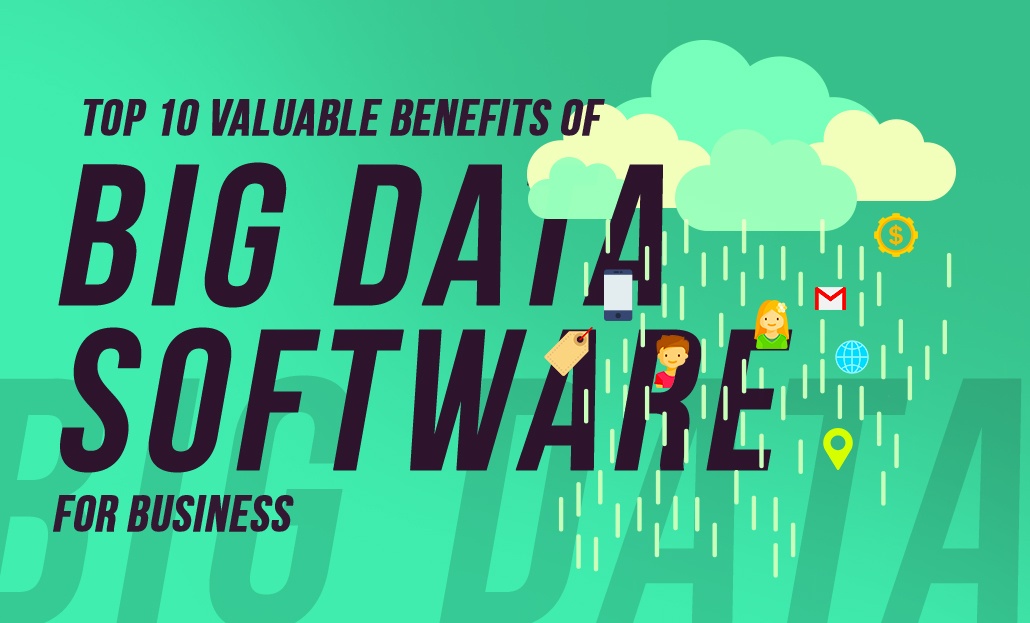 TOP 10 VALUABLE BENEFITS OF
BIG DATA
SOFTWARE
FOR BUSINESS
BIG DATA
$